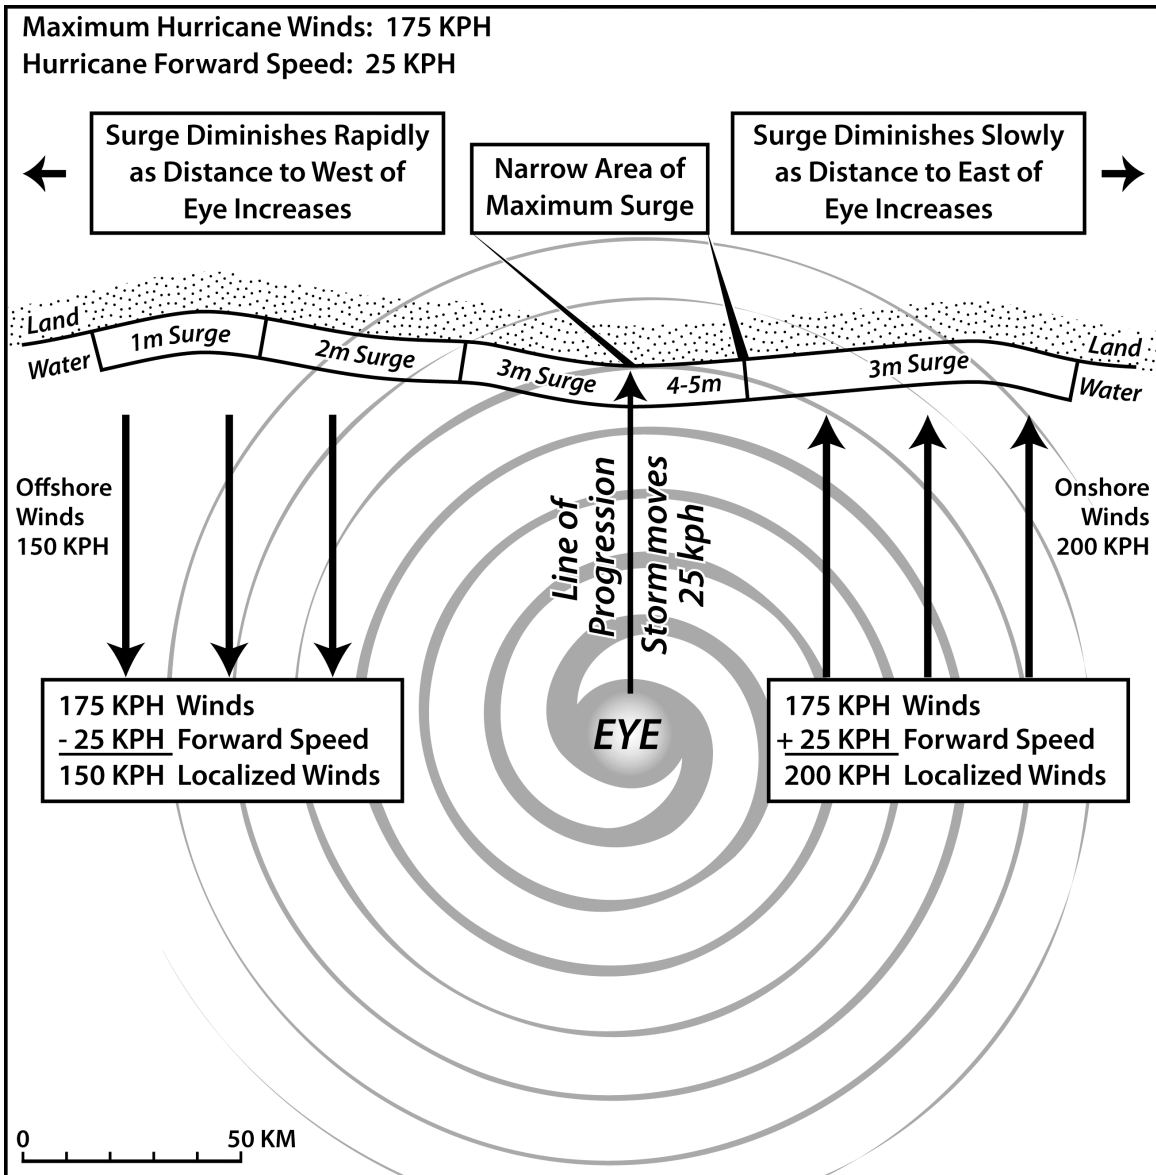 Maximum Hurricane Winds: 175 KPH
Hurricane Forward Speed: 25 KPH
Surge Diminishes Rapidly
as Distance to West of
Eye Increases
Narrow Area of
Maximum Surge
Surge Diminishes Slowly
as Distance to East of
Eye Increases
Land
Water
1m Surge
2m Surge
3m Surge
4-5m
3m Surge
Land
Water
Offshore
Winds
150 KPH
Line of
Progression
Storm moves
25 kph
Onshore
Winds
200 KPH
175 KPH Winds
- 25 KPH Forward Speed
150 KPH Localized Winds
EYE
175 KPH Winds
+ 25 KPH Forward Speed
200 KPH Localized Winds
0 50 KM